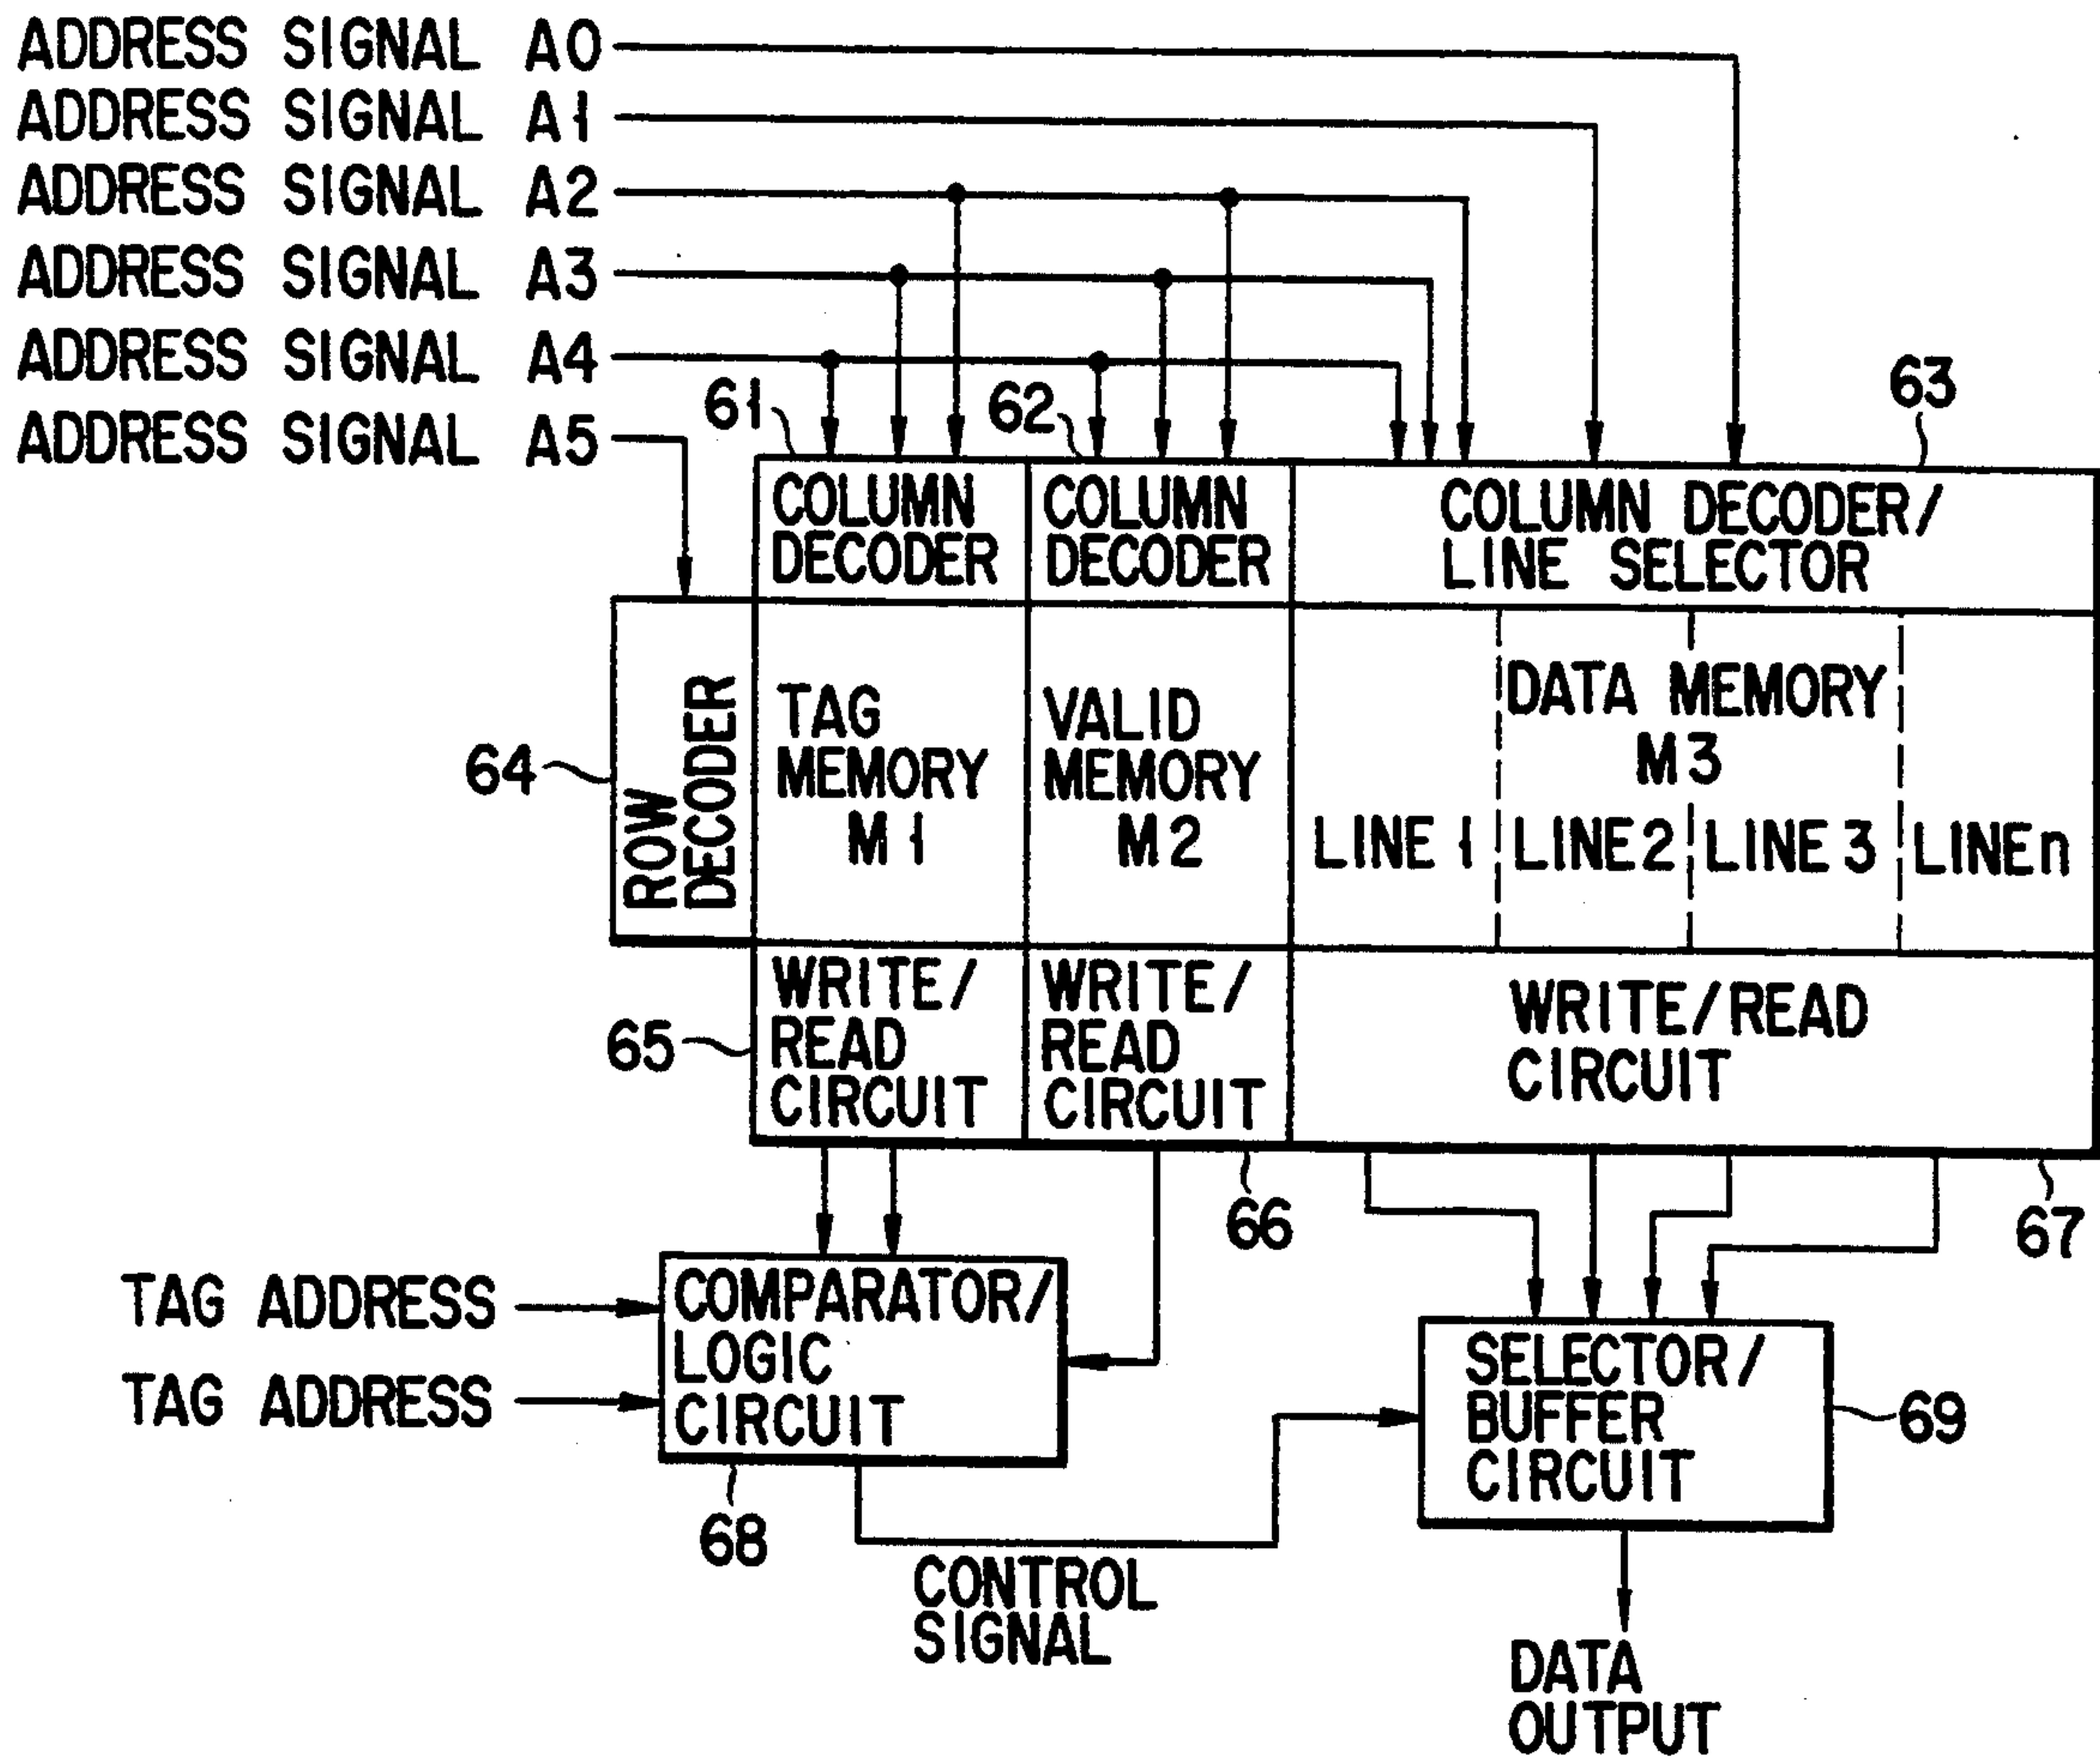 ADDRESS SIGNAL A0
ADDRESS SIGNAL A1
ADDRESS SIGNAL A2
ADDRESS SIGNAL A3
ADDRESS SIGNAL A4
ADDRESS SIGNAL A5
61
62
63
COLUMN
DECODER
COLUMN
DECODER
COLUMN DECODER/
LINE SELECTOR
64
ROW
DECODER
TAG
MEMORY
M1
VALID
MEMORY
M2
DATA MEMORY
M3
LINE 1
LINE 2
LINE 3
LINE n
65
WRITE/
READ
CIRCUIT
WRITE/
READ
CIRCUIT
WRITE/READ
CIRCUIT
66
67
TAG ADDRESS
TAG ADDRESS
COMPARATOR/
LOGIC
CIRCUIT
68
SELECTOR/
BUFFER
CIRCUIT
69
CONTROL
SIGNAL
DATA
OUTPUT